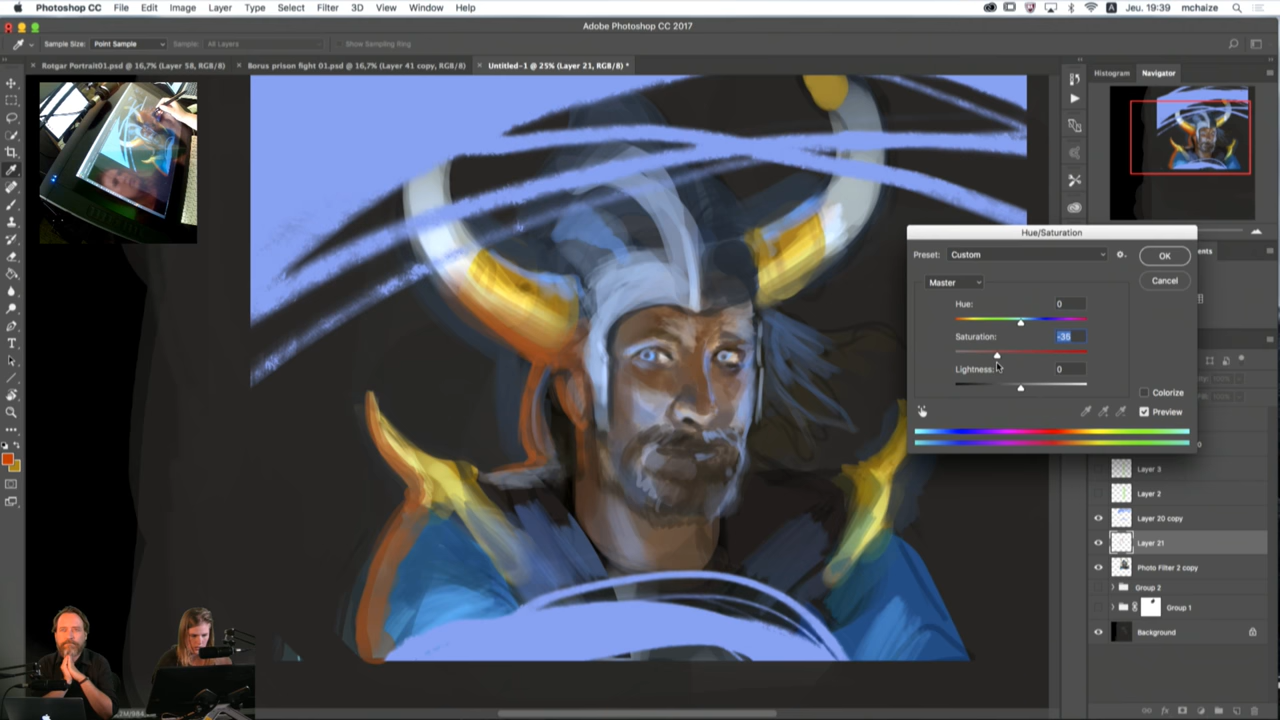 Photoshop CC File Edit Image Layer Type Select Filter 3D View Window Help Jeu. 19:39 mchaize
Adobe Photoshop CC 2017
Sample Size: Point Sample Sample: All Layers Show Sampling Ring
Rotgar Portrait01.psd @ 16,7% (Layer 58, RGB/8) Borus prison fight 01.psd @ 16,7% (Layer 41 copy, RGB/8) Untitled-1 @ 25% (Layer 21, RGB/8) *
Histogram Navigator
Hue/Saturation
Preset: Custom OK
Master Cancel
Hue: 0
Saturation: -35
Lightness: 0
Colorize
Preview
Layer 3
Layer 2
Layer 20 copy
Layer 21
Photo Filter 2 copy
Group 2
Group 1
Background